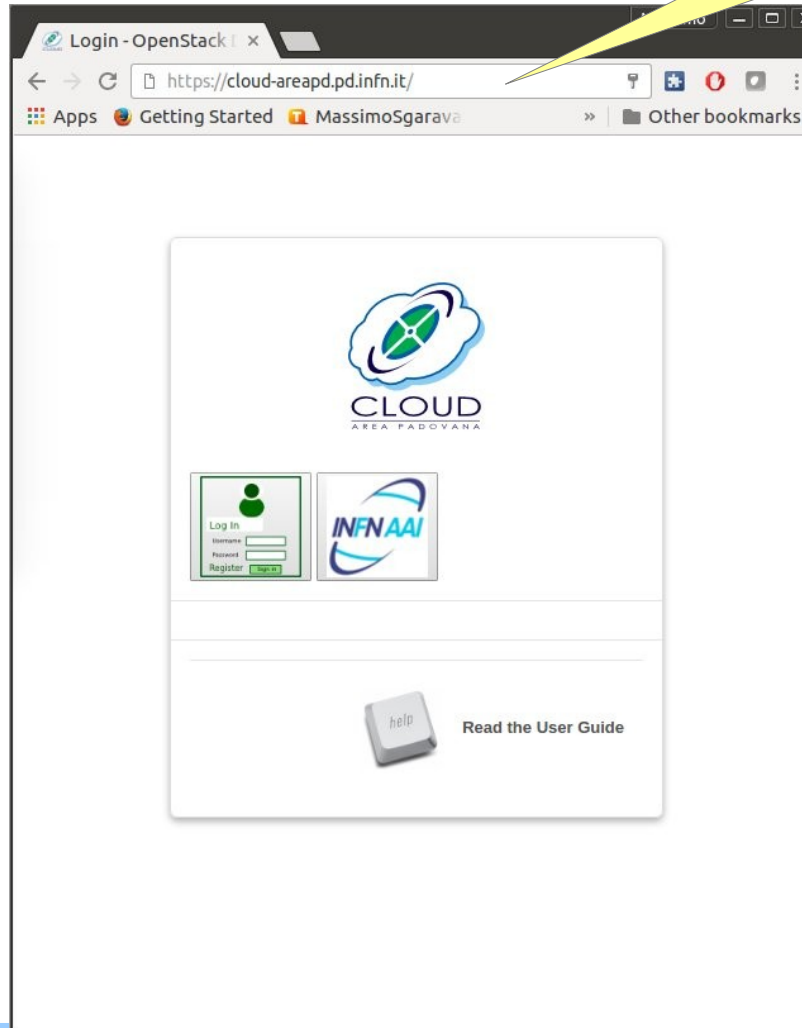 Login - OpenStack
https://cloud-areapd.pd.infn.it/
Apps Getting Started MassimoSgarava » Other bookmarks
CLOUD
AREA PADOVANA
Log In
Username
Password
Register Sign in
INFN AAI
help
Read the User Guide